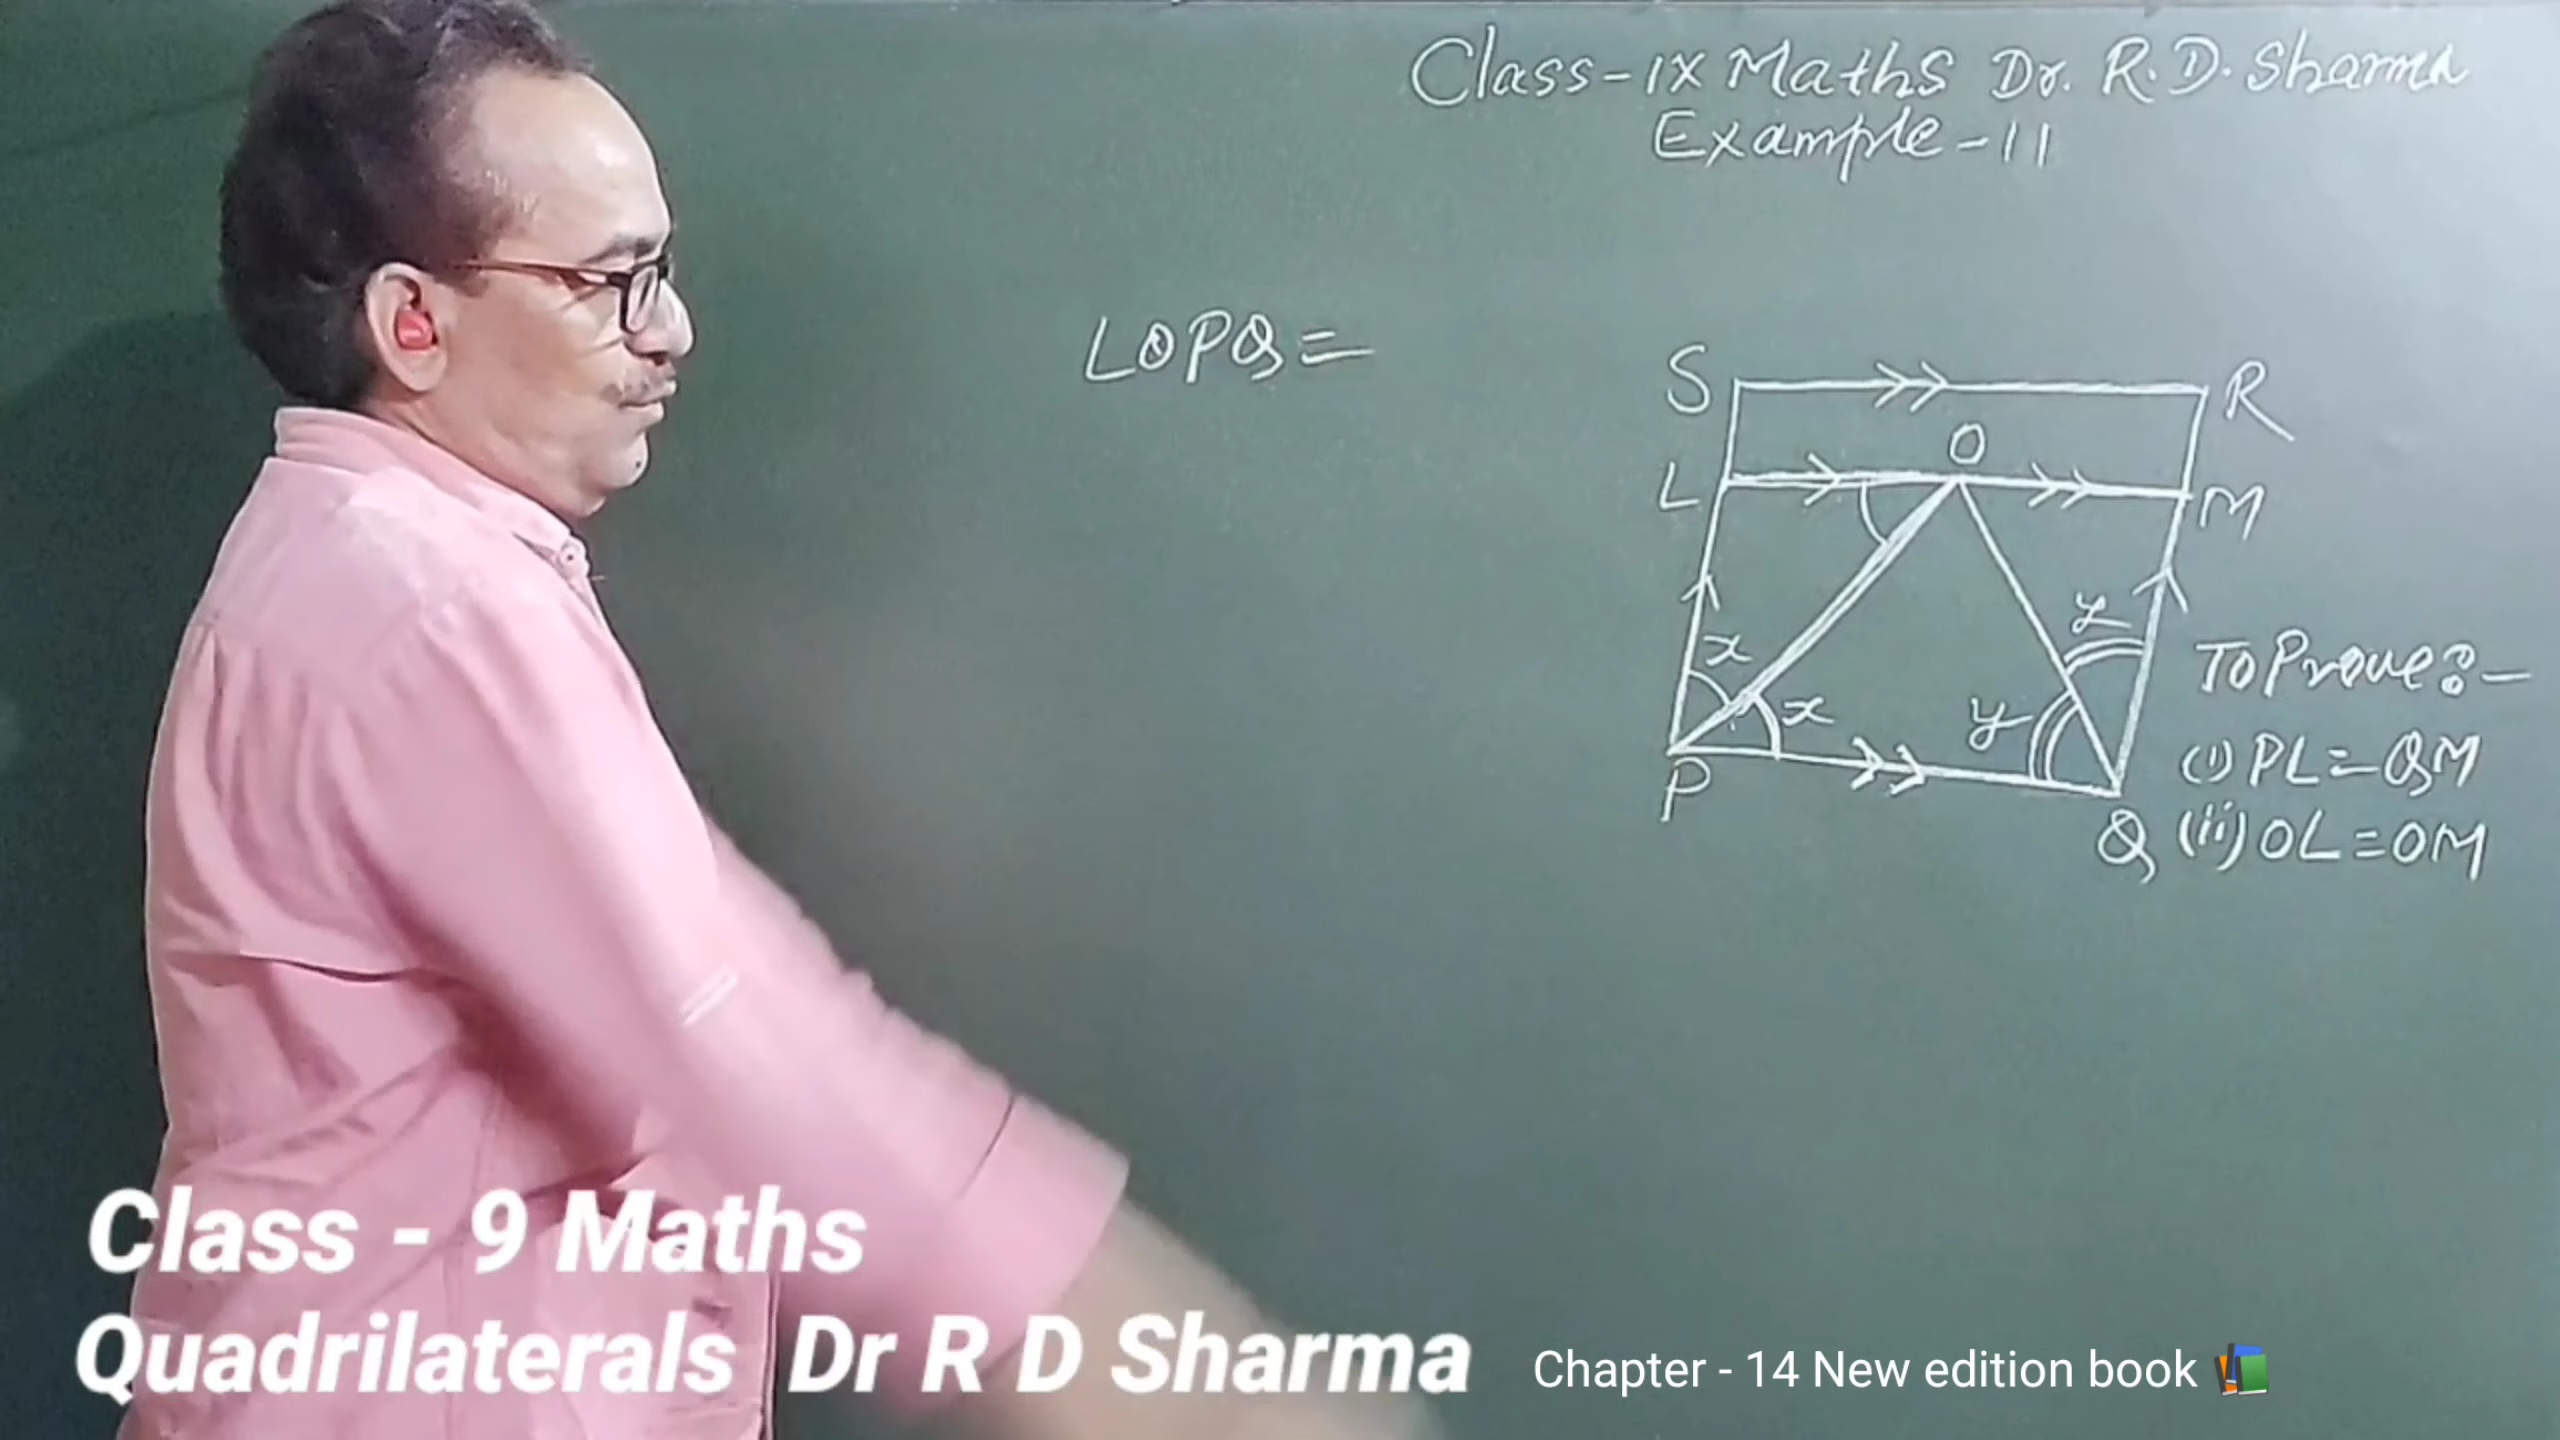 Class-IX Maths Dr. R.D. Sharma
Example-11
∠OPQ=
S
R
O
L
M
x
y
x
y
P
Q
To Prove:-
(i) PL=QM
(ii) OL=OM
Class - 9 Maths
Quadrilaterals Dr R D Sharma
Chapter - 14 New edition book